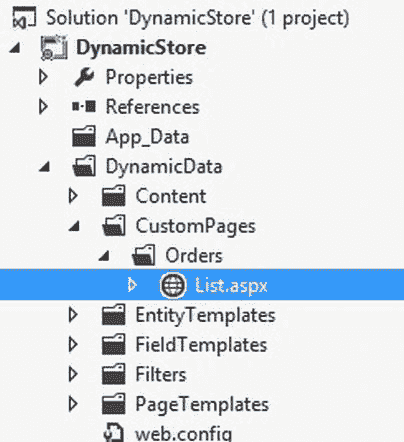 Solution 'DynamicStore' (1 project)
DynamicStore
Properties
References
App_Data
DynamicData
Content
CustomPages
Orders
List.aspx
EntityTemplates
FieldTemplates
Filters
PageTemplates
web.config